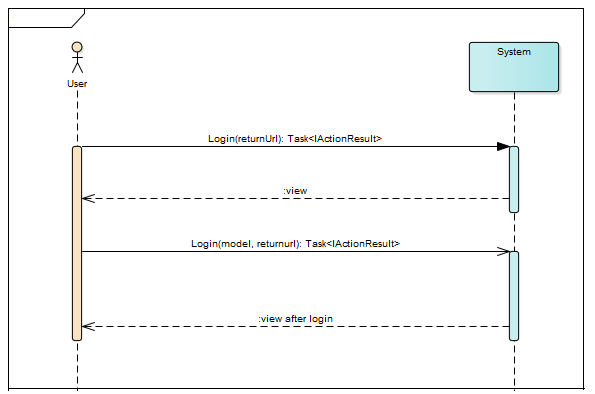 System
User
Login(returnUrl): Task<IActionResult>
:view
Login(model, returnurl): Task<IActionResult>
:view after login